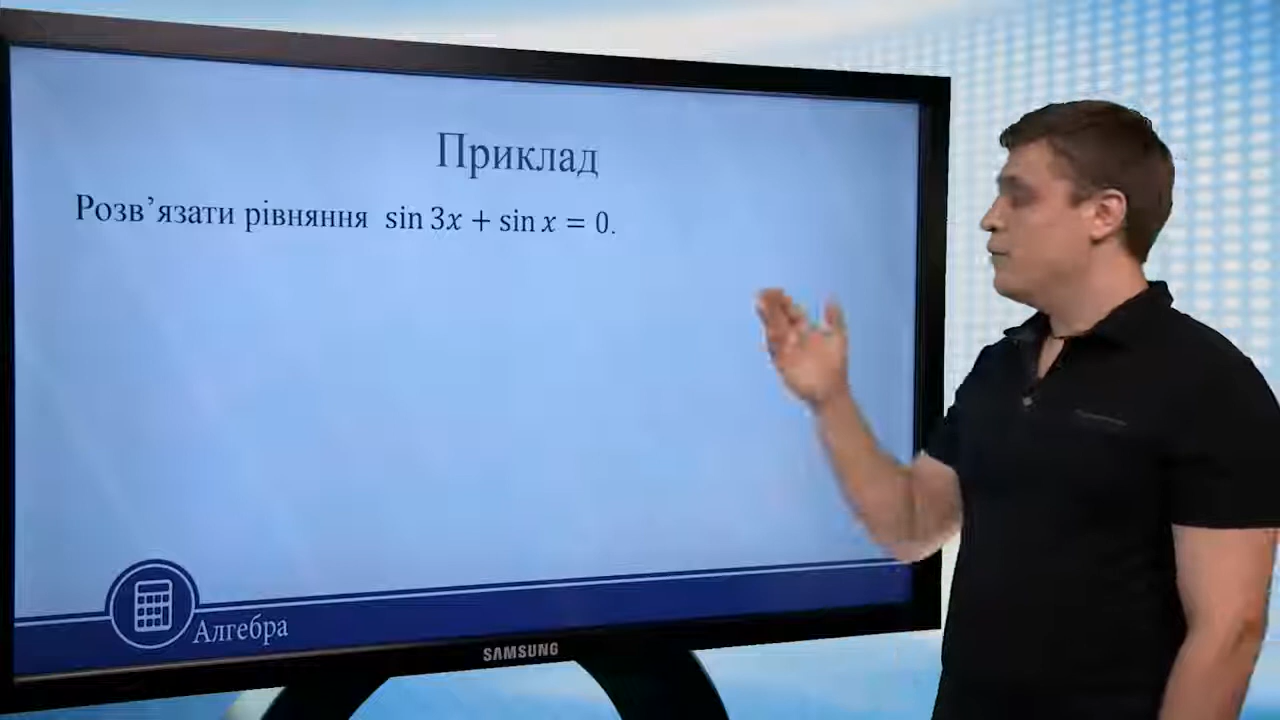 Приклад
Розв’язати рівняння sin 3x + sin x = 0.
Алгебра
SAMSUNG